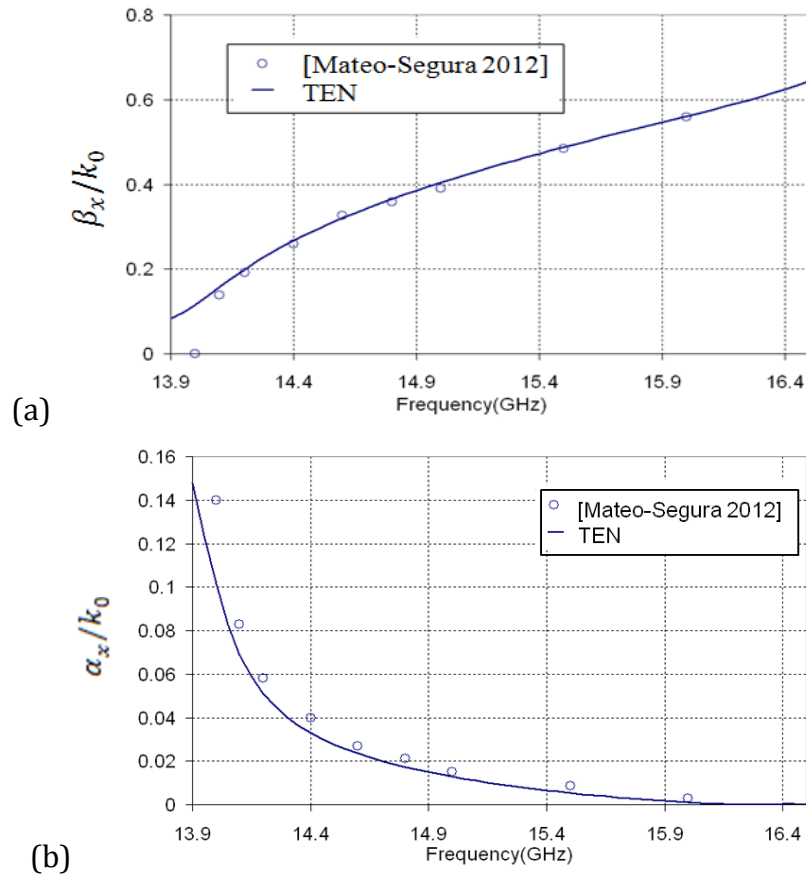 0.8
[Mateo-Segura 2012]
TEN
0.6
0.4
0.2
0
βₓ/k₀
13.9 14.4 14.9 15.4 15.9 16.4
Frequency(GHz)
(a)
0.16
[Mateo-Segura 2012]
TEN
0.14
0.12
0.1
0.08
0.06
0.04
0.02
0
αₓ/k₀
13.9 14.4 14.9 15.4 15.9 16.4
Frequency(GHz)
(b)